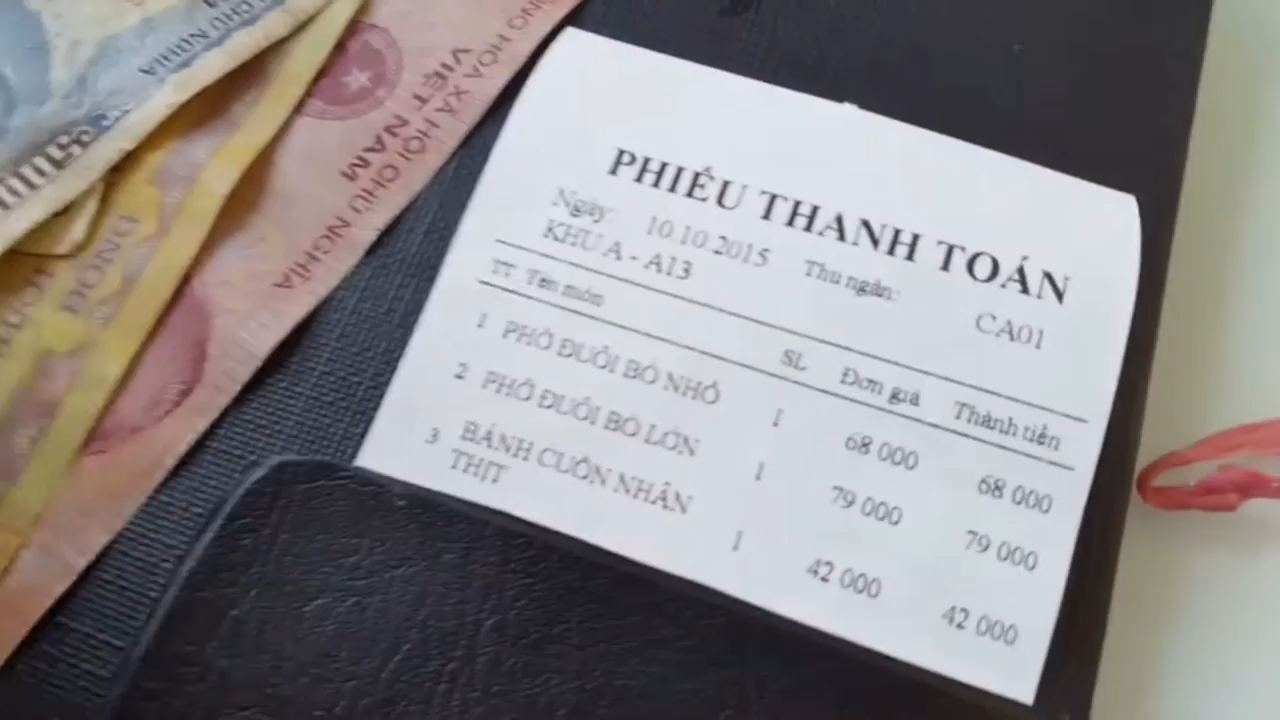 CHỦ NGHĨA
CỘNG HÒA XÃ HỘI CHỦ NGHĨA
VIỆT NAM
PHIẾU THANH TOÁN
Ngày: 10.10.2015 Thu ngân: CA01
KHU A - A13
TT Tên món SL Đơn giá Thành tiền
1 PHỞ ĐUÔI BÒ NHỎ 1 68 000 68 000
2 PHỞ ĐUÔI BÒ LỚN 1 79 000 79 000
3 BÁNH CUỐN NHÂN
THỊT 1 42 000 42 000